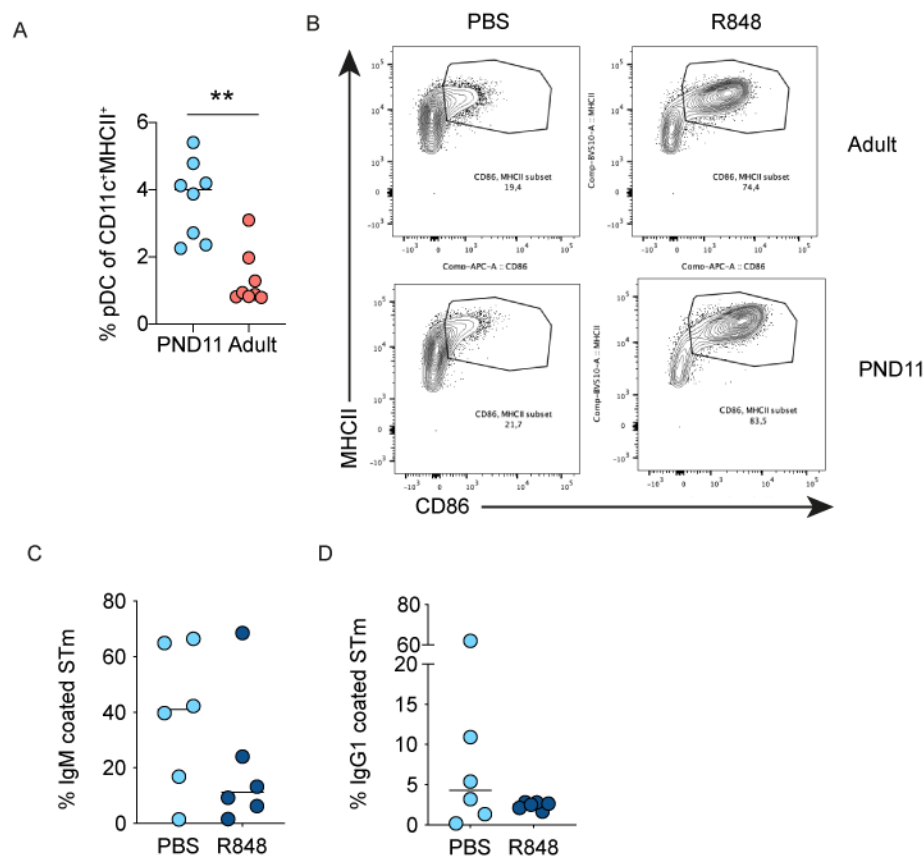 A
% pDC of CD11c⁺MHCII⁺
6
4
2
0
**
PND11 Adult
B
PBS
R848
MHCII
CD86
Adult
PND11
10⁵
10⁴
10³
0
-10³
CD86, MHCII subset
19,4
-10³ 0 10³ 10⁴ 10⁵
Comp-APC-A :: CD86
Comp-BV510-A :: MHCII
10⁵
10⁴
10³
0
-10³
CD86, MHCII subset
74,4
-10³ 0 10³ 10⁴ 10⁵
Comp-APC-A :: CD86
10⁵
10⁴
10³
0
-10³
CD86, MHCII subset
21,7
-10³ 0 10³ 10⁴ 10⁵
Comp-BV510-A :: MHCII
10⁵
10⁴
10³
0
-10³
CD86, MHCII subset
83,5
-10³ 0 10³ 10⁴ 10⁵
C
% IgM coated STm
80
60
40
20
0
PBS R848
D
% IgG1 coated STm
80
60
20
15
10
5
0
PBS R848